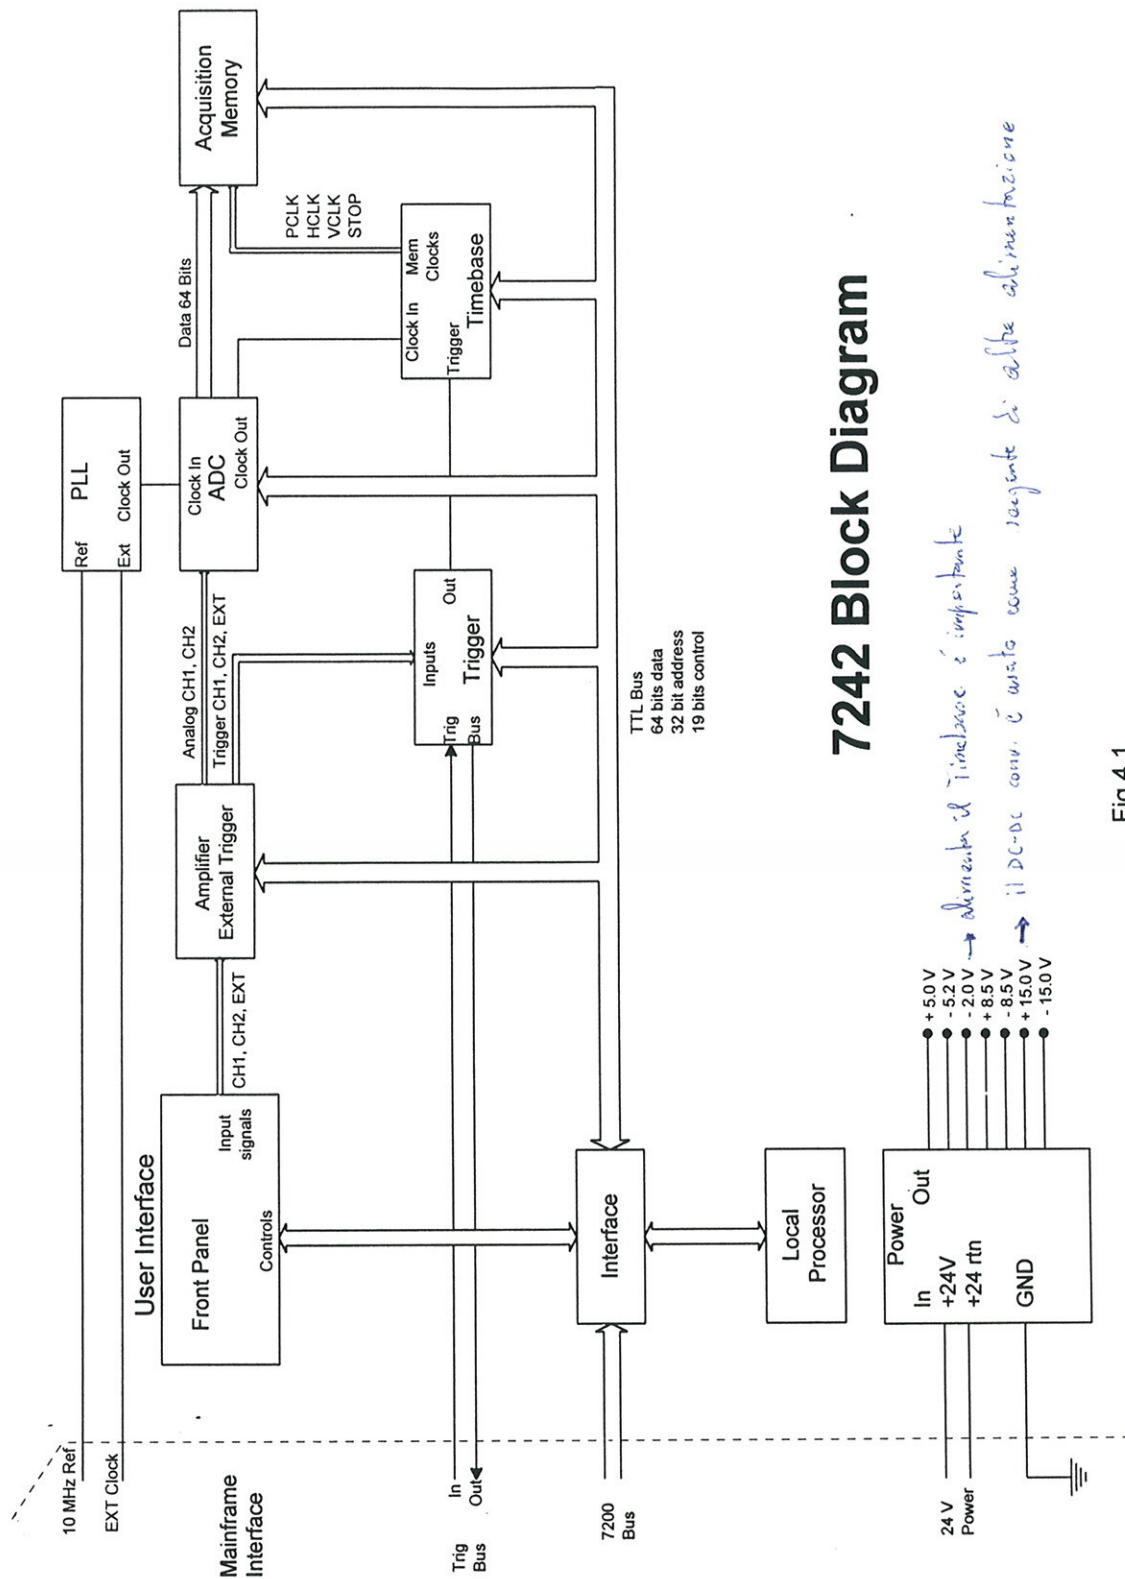 10 MHz Ref
EXT Clock
Mainframe
Interface
Trig
Bus
In
Out
7200
Bus
24 V
Power
User Interface
Front Panel
Input
signals
Controls
CH1, CH2, EXT
Amplifier
External Trigger
Analog CH1, CH2
Trigger CH1, CH2, EXT
Ref
Ext
PLL
Clock Out
Clock In
ADC
Clock Out
Data 64 Bits
Acquisition
Memory
PCLK
HCLK
VCLK
STOP
Clock In
Mem
Clocks
Trigger
Timebase
Inputs
Out
Trigger
Trig
Bus
TTL Bus
64 bits data
32 bit address
19 bits control
Interface
Local
Processor
Power
In
Out
+24V
+24 rtn
GND
+ 5.0 V
- 5.2 V
- 2.0 V → alimenta il Timebase è importante
+ 8.5 V
- 8.5 V
+ 15.0 V → il DC-DC conv. è usato come sorgente di altre alimentazione
- 15.0 V
7242 Block Diagram
Fig 4.1